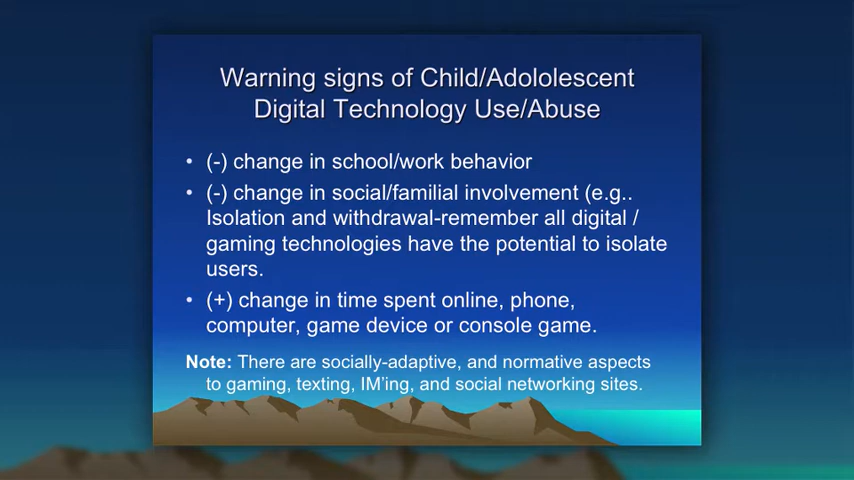 Warning signs of Child/Adololescent
Digital Technology Use/Abuse
• (-) change in school/work behavior
• (-) change in social/familial involvement (e.g..
Isolation and withdrawal-remember all digital /
gaming technologies have the potential to isolate
users.
• (+) change in time spent online, phone,
computer, game device or console game.
Note: There are socially-adaptive, and normative aspects
to gaming, texting, IM'ing, and social networking sites.